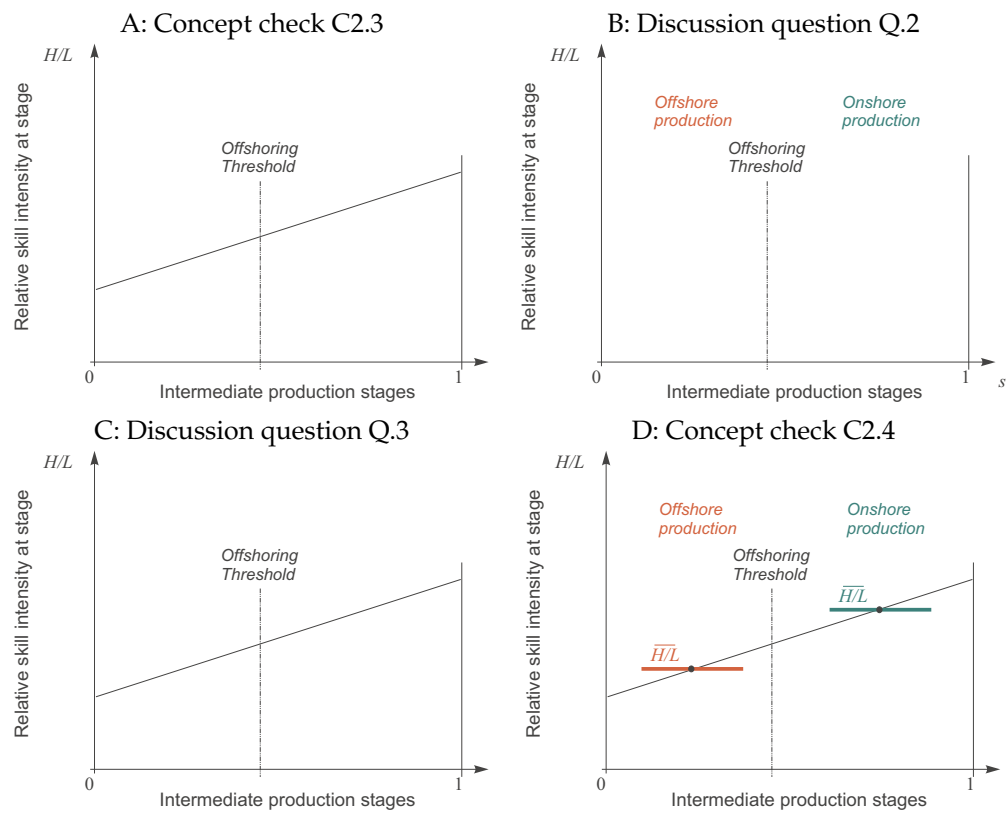 A: Concept check C2.3
H/L
Relative skill intensity at stage
Offshoring
Threshold
0
Intermediate production stages
1
B: Discussion question Q.2
H/L
Relative skill intensity at stage
Offshore
production
Onshore
production
Offshoring
Threshold
0
Intermediate production stages
1
s
C: Discussion question Q.3
H/L
Relative skill intensity at stage
Offshoring
Threshold
0
Intermediate production stages
1
D: Concept check C2.4
H/L
Relative skill intensity at stage
Offshore
production
Onshore
production
Offshoring
Threshold
H/L
H/L
0
Intermediate production stages
1